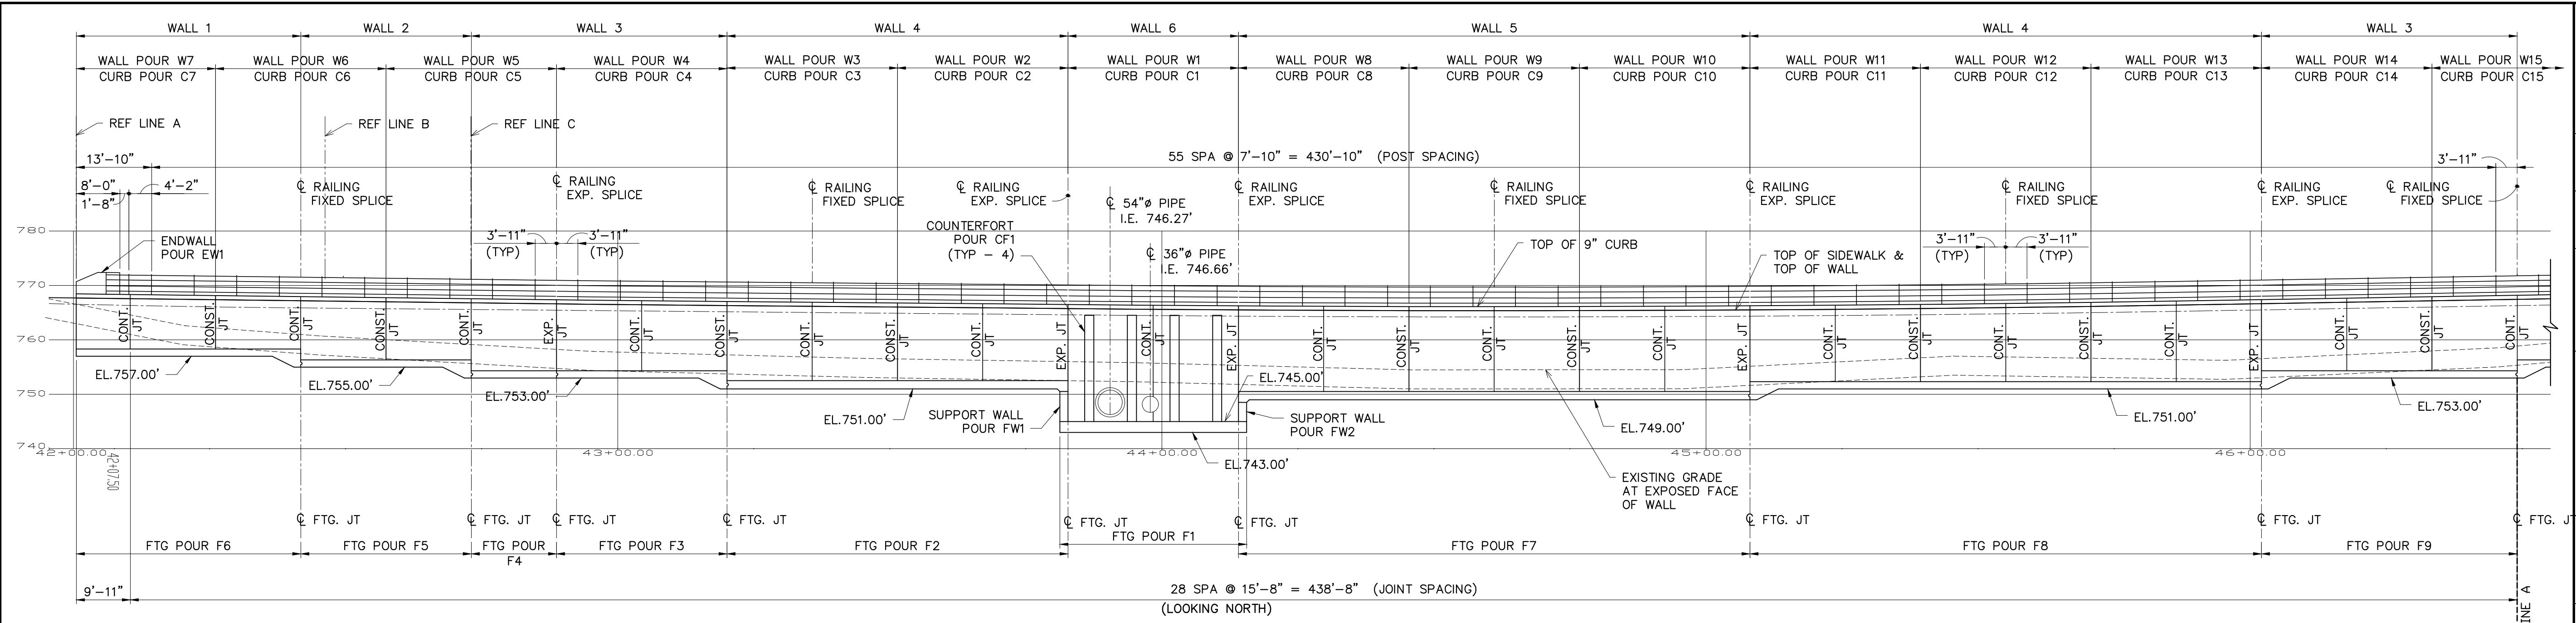 WALL 1
WALL 2
WALL 3
WALL 4
WALL 6
WALL 5
WALL 4
WALL 3
WALL POUR W7
CURB POUR C7
WALL POUR W6
CURB POUR C6
WALL POUR W5
CURB POUR C5
WALL POUR W4
CURB POUR C4
WALL POUR W3
CURB POUR C3
WALL POUR W2
CURB POUR C2
WALL POUR W1
CURB POUR C1
WALL POUR W8
CURB POUR C8
WALL POUR W9
CURB POUR C9
WALL POUR W10
CURB POUR C10
WALL POUR W11
CURB POUR C11
WALL POUR W12
CURB POUR C12
WALL POUR W13
CURB POUR C13
WALL POUR W14
CURB POUR C14
WALL POUR W15
CURB POUR C15
REF LINE A
REF LINE B
REF LINE C
13'-10"
55 SPA @ 7'-10" = 430'-10" (POST SPACING)
3'-11"
8'-0"
4'-2"
1'-8"
℄ RAILING
FIXED SPLICE
℄ RAILING
EXP. SPLICE
℄ RAILING
FIXED SPLICE
℄ RAILING
EXP. SPLICE
℄ 54"ø PIPE
I.E. 746.27'
℄ RAILING
EXP. SPLICE
℄ RAILING
FIXED SPLICE
℄ RAILING
EXP. SPLICE
℄ RAILING
FIXED SPLICE
℄ RAILING
EXP. SPLICE
℄ RAILING
FIXED SPLICE
COUNTERFORT
POUR CF1
(TYP - 4)
℄ 36"ø PIPE
I.E. 746.66'
3'-11"
(TYP)
3'-11"
(TYP)
TOP OF 9" CURB
TOP OF SIDEWALK &
TOP OF WALL
3'-11"
(TYP)
3'-11"
(TYP)
ENDWALL
POUR EW1
780
770
760
750
740
CONT.
JT
CONST.
JT
CONT.
JT
CONST.
JT
CONT.
JT
EXP.
JT
CONT.
JT
CONST.
JT
CONT.
JT
CONST.
JT
CONT.
JT
EXP. JT
CONT.
JT
EXP. JT
CONT.
JT
CONST.
JT
CONT.
JT
CONST.
JT
CONT.
JT
EXP. JT
CONT.
JT
CONST.
JT
CONT.
JT
CONST.
JT
CONT.
JT
EXP. JT
CONT.
JT
CONST.
JT
CONT.
JT
EL.757.00'
EL.755.00'
EL.753.00'
EL.751.00'
SUPPORT WALL
POUR FW1
EL.745.00'
SUPPORT WALL
POUR FW2
EL.743.00'
EL.749.00'
EL.751.00'
EL.753.00'
EXISTING GRADE
AT EXPOSED FACE
OF WALL
42+00.00
42+07.50
43+00.00
44+00.00
45+00.00
46+00.00
℄ FTG. JT
℄ FTG. JT
℄ FTG. JT
℄ FTG. JT
℄ FTG. JT
℄ FTG. JT
℄ FTG. JT
℄ FTG. JT
℄ FTG. JT
FTG POUR F6
FTG POUR F5
FTG POUR
F4
FTG POUR F3
FTG POUR F2
FTG POUR F1
FTG POUR F7
FTG POUR F8
FTG POUR F9
9'-11"
28 SPA @ 15'-8" = 438'-8" (JOINT SPACING)
(LOOKING NORTH)
INE A